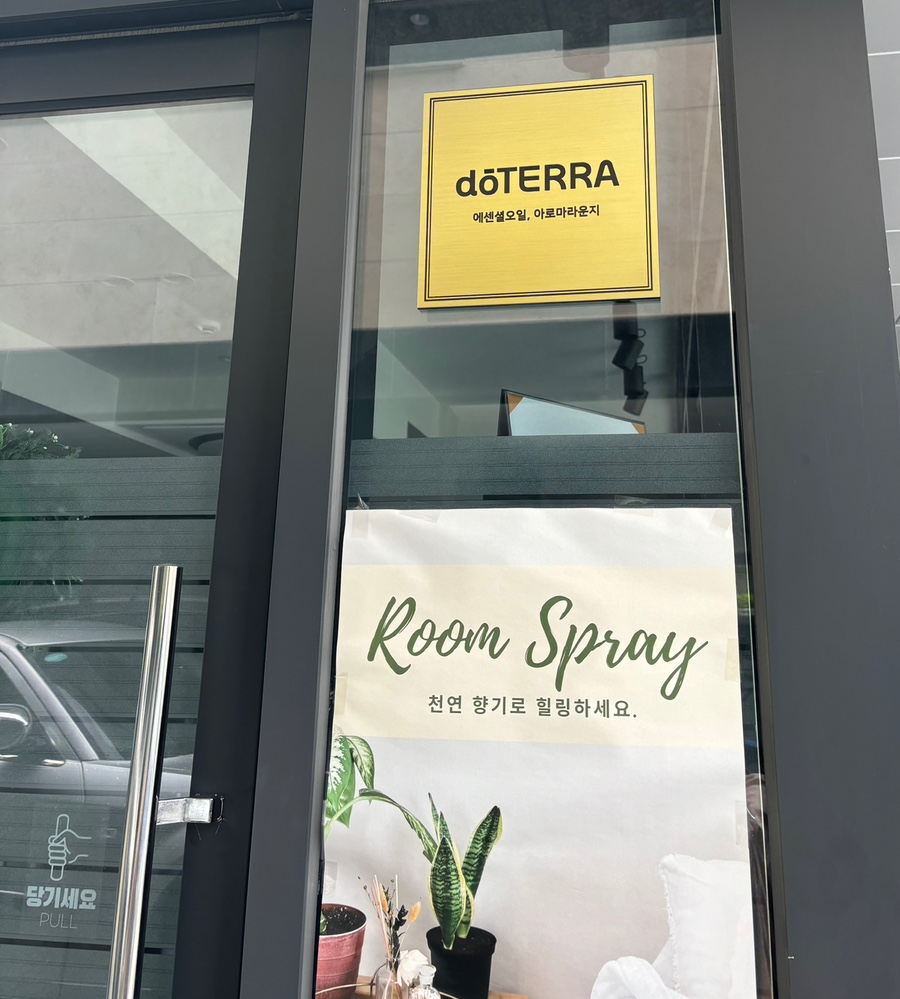 dōTERRA
에센셜오일, 아로마라운지
Room Spray
천연 향기로 힐링하세요.
당기세요
PULL